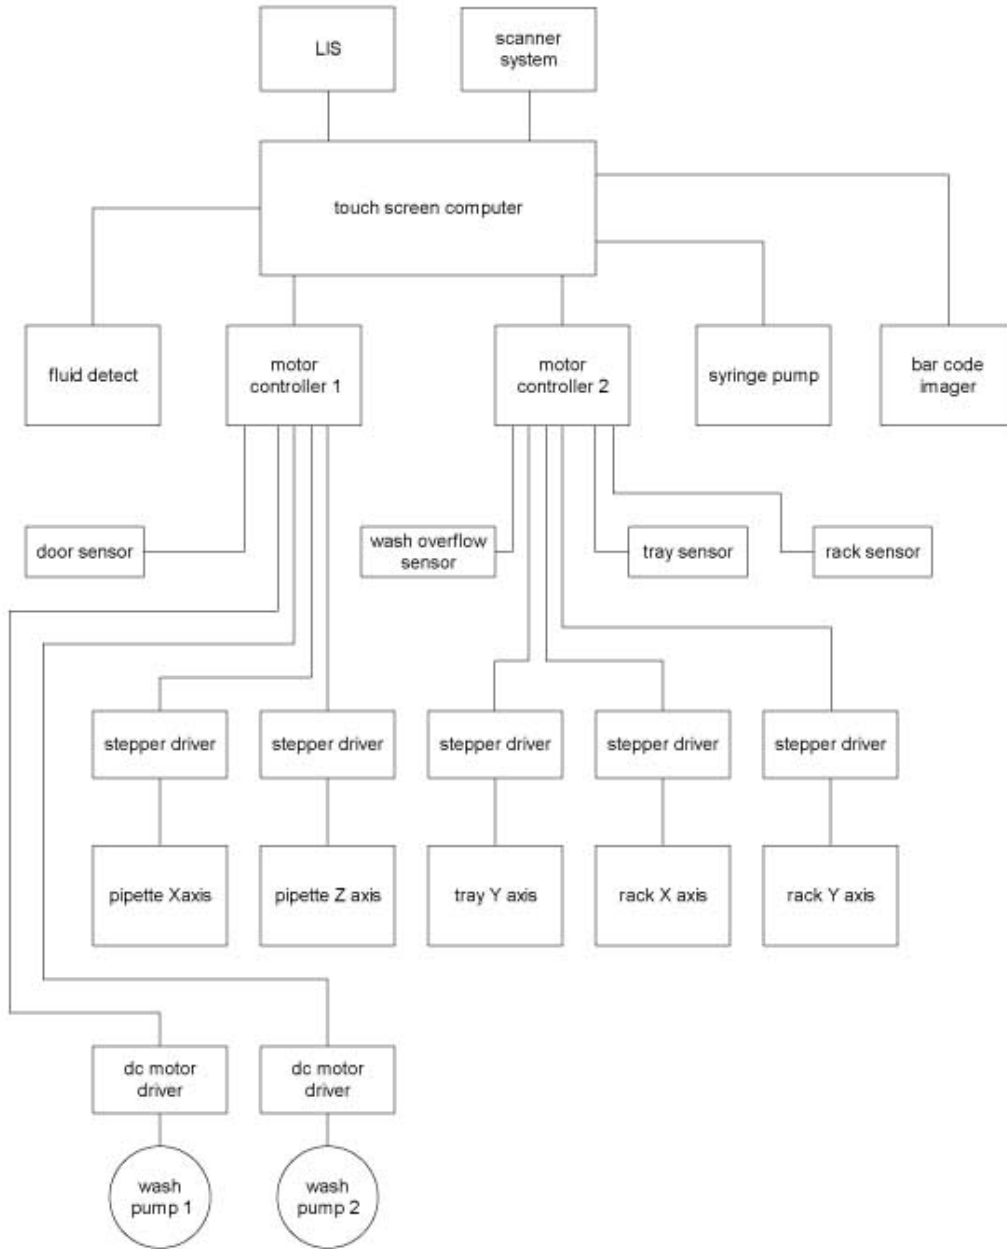 LIS
scanner
system
touch screen computer
fluid detect
motor
controller 1
motor
controller 2
syringe pump
bar code
imager
door sensor
wash overflow
sensor
tray sensor
rack sensor
stepper driver
stepper driver
stepper driver
stepper driver
stepper driver
pipette Xaxis
pipette Z axis
tray Y axis
rack X axis
rack Y axis
dc motor
driver
dc motor
driver
wash
pump 1
wash
pump 2